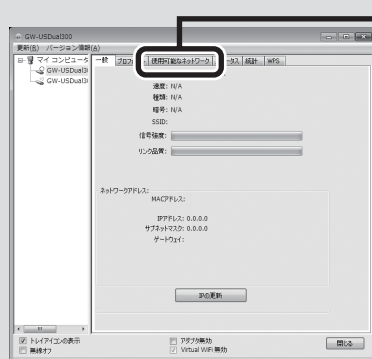 GW-USDual300
更新(R) バージョン情報(A)
マイ コンピュータ
GW-USDual3
GW-USDual3
一般 プロフ 使用可能なネットワーク タス 統計 WPS
速度: N/A
種類: N/A
暗号: N/A
SSID:
信号強度:
リンク品質:
ネットワークアドレス:
MACアドレス:
IPアドレス: 0.0.0.0
サブネットマスク: 0.0.0.0
ゲートウェイ:
IPの更新
トレイアイコンの表示
無線オフ
アダプタ無効
Virtual WiFi 無効
閉じる